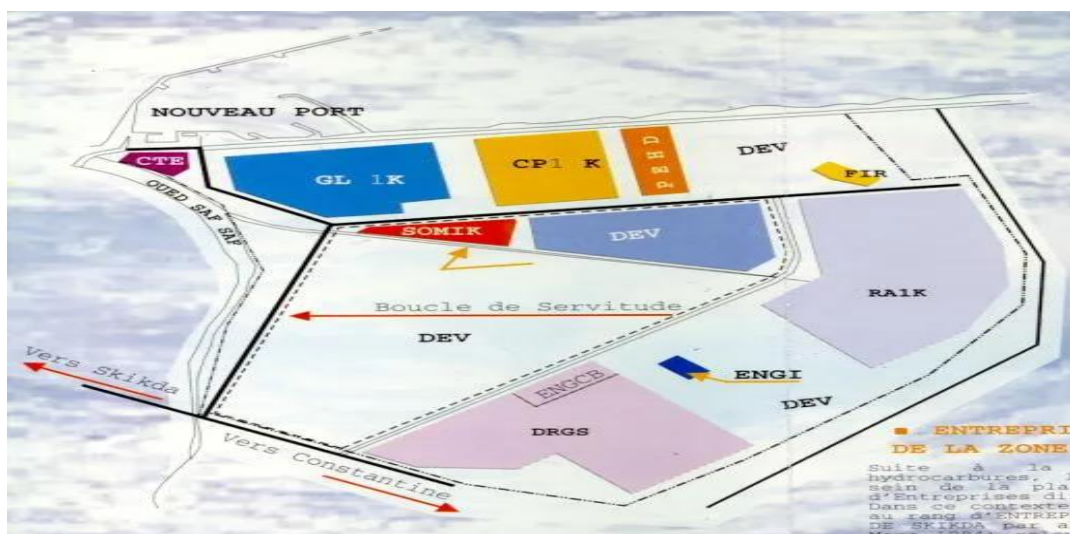 NOUVEAU PORT
CTE
GL 1K
CP1 K
PEHD
DEV
FIR
OUED SAF SAF
SOMIK
DEV
RA1K
Boucle de Servitude
DEV
Vers Skikda
ENGI
ENGCB
DEV
DRGS
Vers Constantine
■ ENTREPRI
DE LA ZONE
Suite à la
hydrocarbures, l
sein de la pla
d'Entreprises di
Dans ce contexte
au rang d'ENTREP
DE SKIKDA par a